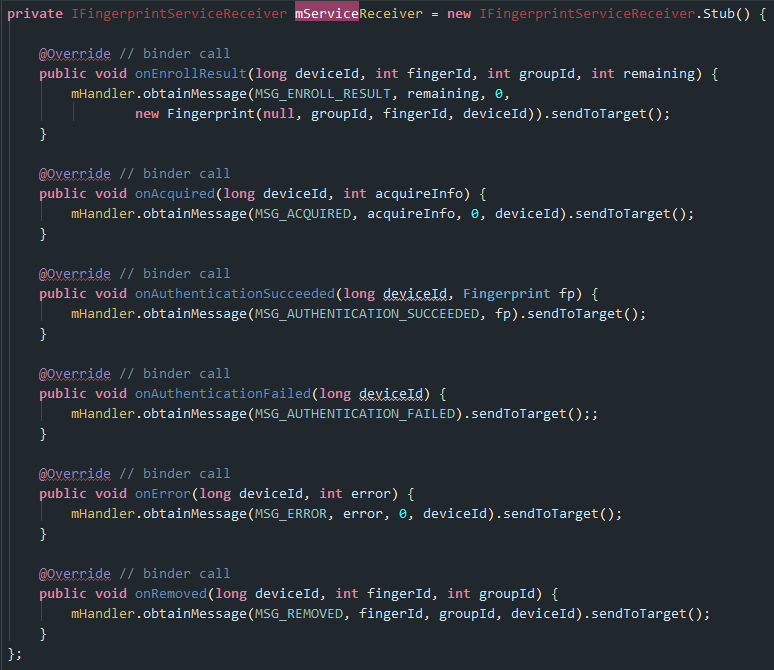 private IFingerprintServiceReceiver mServiceReceiver = new IFingerprintServiceReceiver.Stub() {
@Override // binder call
public void onEnrollResult(long deviceId, int fingerId, int groupId, int remaining) {
mHandler.obtainMessage(MSG_ENROLL_RESULT, remaining, 0,
new Fingerprint(null, groupId, fingerId, deviceId)).sendToTarget();
}
@Override // binder call
public void onAcquired(long deviceId, int acquireInfo) {
mHandler.obtainMessage(MSG_ACQUIRED, acquireInfo, 0, deviceId).sendToTarget();
}
@Override // binder call
public void onAuthenticationSucceeded(long deviceId, Fingerprint fp) {
mHandler.obtainMessage(MSG_AUTHENTICATION_SUCCEEDED, fp).sendToTarget();
}
@Override // binder call
public void onAuthenticationFailed(long deviceId) {
mHandler.obtainMessage(MSG_AUTHENTICATION_FAILED).sendToTarget();;
}
@Override // binder call
public void onError(long deviceId, int error) {
mHandler.obtainMessage(MSG_ERROR, error, 0, deviceId).sendToTarget();
}
@Override // binder call
public void onRemoved(long deviceId, int fingerId, int groupId) {
mHandler.obtainMessage(MSG_REMOVED, fingerId, groupId, deviceId).sendToTarget();
}
};